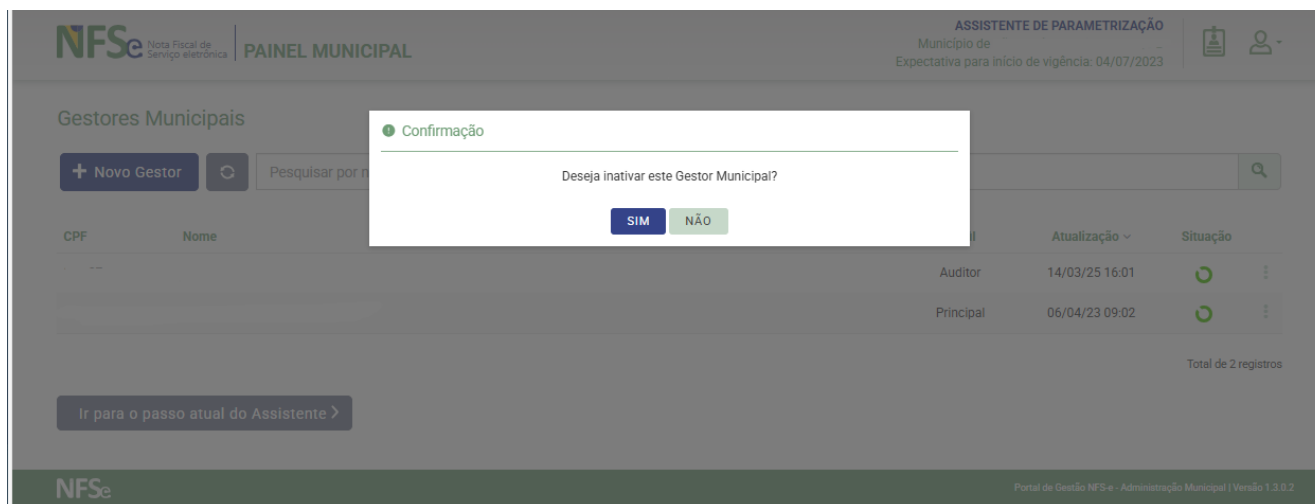 NFSe Nota Fiscal de Serviço eletrônica PAINEL MUNICIPAL
ASSISTENTE DE PARAMETRIZAÇÃO
Município de
Expectativa para início de vigência: 04/07/2023
Gestores Municipais
Confirmação
+ Novo Gestor
Pesquisar por
Deseja inativar este Gestor Municipal?
SIM NÃO
CPF Nome Atualização Situação
Auditor 14/03/25 16:01
Principal 06/04/23 09:02
Total de 2 registros
Ir para o passo atual do Assistente >
NFSe
Portal de Gestão NFS-e - Administração Municipal | Versão 1.3.0.2